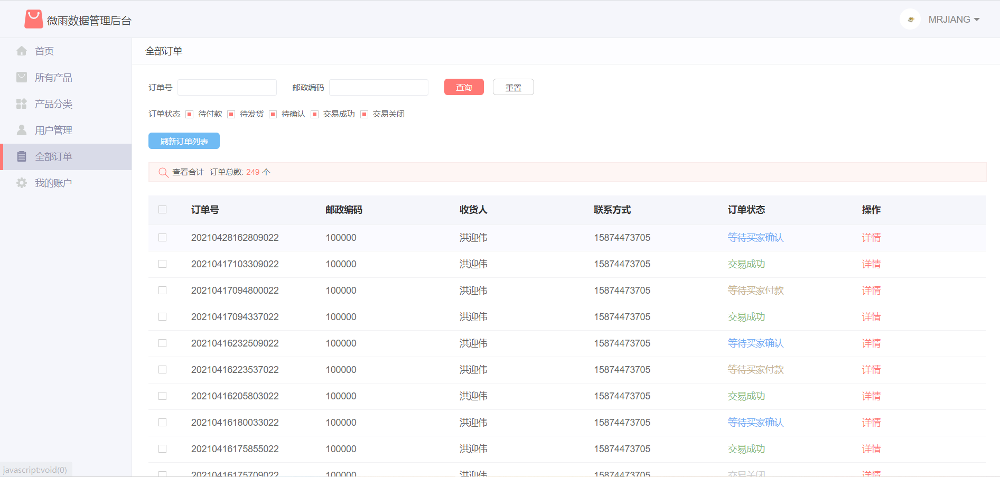 微雨数据管理后台
MRJIANG
首页
所有产品
产品分类
用户管理
全部订单
我的账户
全部订单
订单号 邮政编码 查询 重置
订单状态 待付款 待发货 待确认 交易成功 交易关闭
刷新订单列表
查看合计 订单总数: 249 个
订单号 邮政编码 收货人 联系方式 订单状态 操作
20210428162809022 100000 洪迎伟 15874473705 等待买家确认 详情
20210417103309022 100000 洪迎伟 15874473705 交易成功 详情
20210417094800022 100000 洪迎伟 15874473705 等待买家付款 详情
20210417094337022 100000 洪迎伟 15874473705 交易成功 详情
20210416232509022 100000 洪迎伟 15874473705 等待买家确认 详情
20210416223537022 100000 洪迎伟 15874473705 等待买家付款 详情
20210416205803022 100000 洪迎伟 15874473705 交易成功 详情
20210416180033022 100000 洪迎伟 15874473705 等待买家确认 详情
20210416175855022 100000 洪迎伟 15874473705 交易成功 详情
20210416175709022 100000 洪迎伟 15874473705 交易关闭 详情
javascript:void(0)